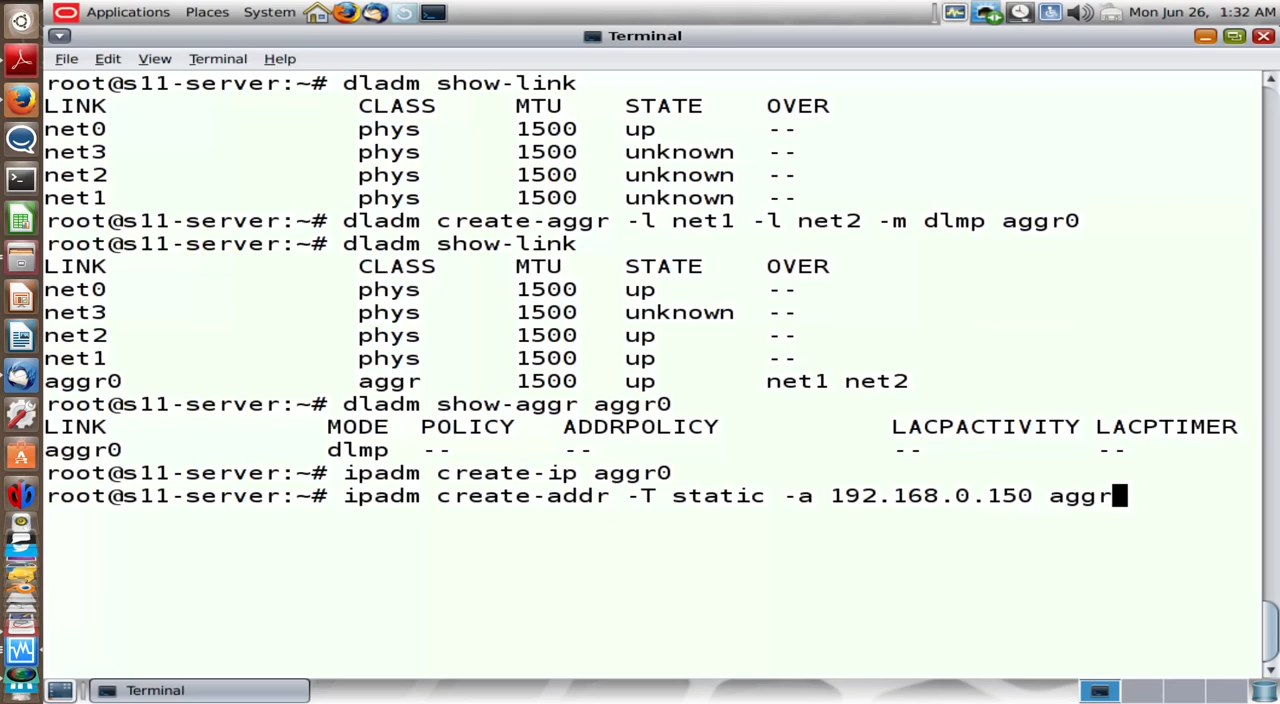 Applications Places System Mon Jun 26, 1:32 AM
Terminal
File Edit View Terminal Help
root@s11-server:~# dladm show-link
LINK CLASS MTU STATE OVER
net0 phys 1500 up --
net3 phys 1500 unknown --
net2 phys 1500 unknown --
net1 phys 1500 unknown --
root@s11-server:~# dladm create-aggr -l net1 -l net2 -m dlmp aggr0
root@s11-server:~# dladm show-link
LINK CLASS MTU STATE OVER
net0 phys 1500 up --
net3 phys 1500 unknown --
net2 phys 1500 up --
net1 phys 1500 up --
aggr0 aggr 1500 up net1 net2
root@s11-server:~# dladm show-aggr aggr0
LINK MODE POLICY ADDRPOLICY LACPACTIVITY LACPTIMER
aggr0 dlmp -- -- -- --
root@s11-server:~# ipadm create-ip aggr0
root@s11-server:~# ipadm create-addr -T static -a 192.168.0.150 aggr
Terminal